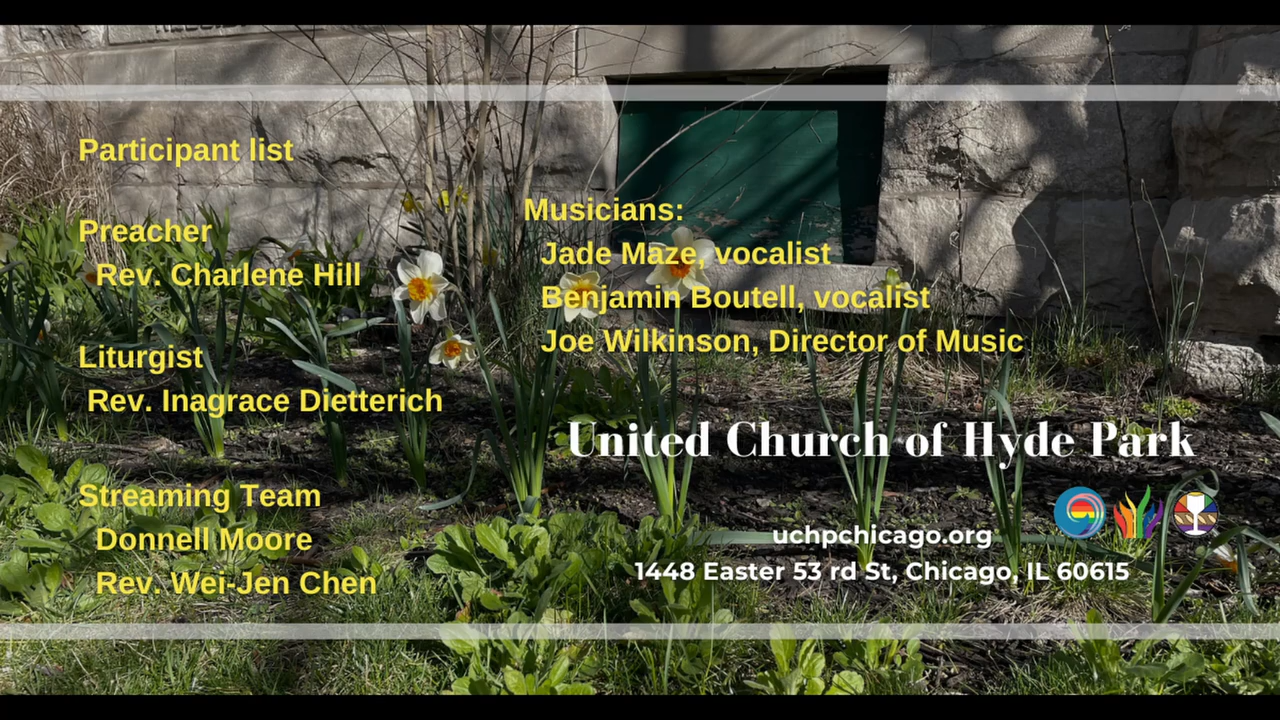 Participant list
Preacher
Rev. Charlene Hill
Liturgist
Rev. Inagrace Dietterich
Streaming Team
Donnell Moore
Rev. Wei-Jen Chen
Musicians:
Jade Maze, vocalist
Benjamin Boutell, vocalist
Joe Wilkinson, Director of Music
United Church of Hyde Park
uchpchicago.org
1448 Easter 53 rd St, Chicago, IL 60615